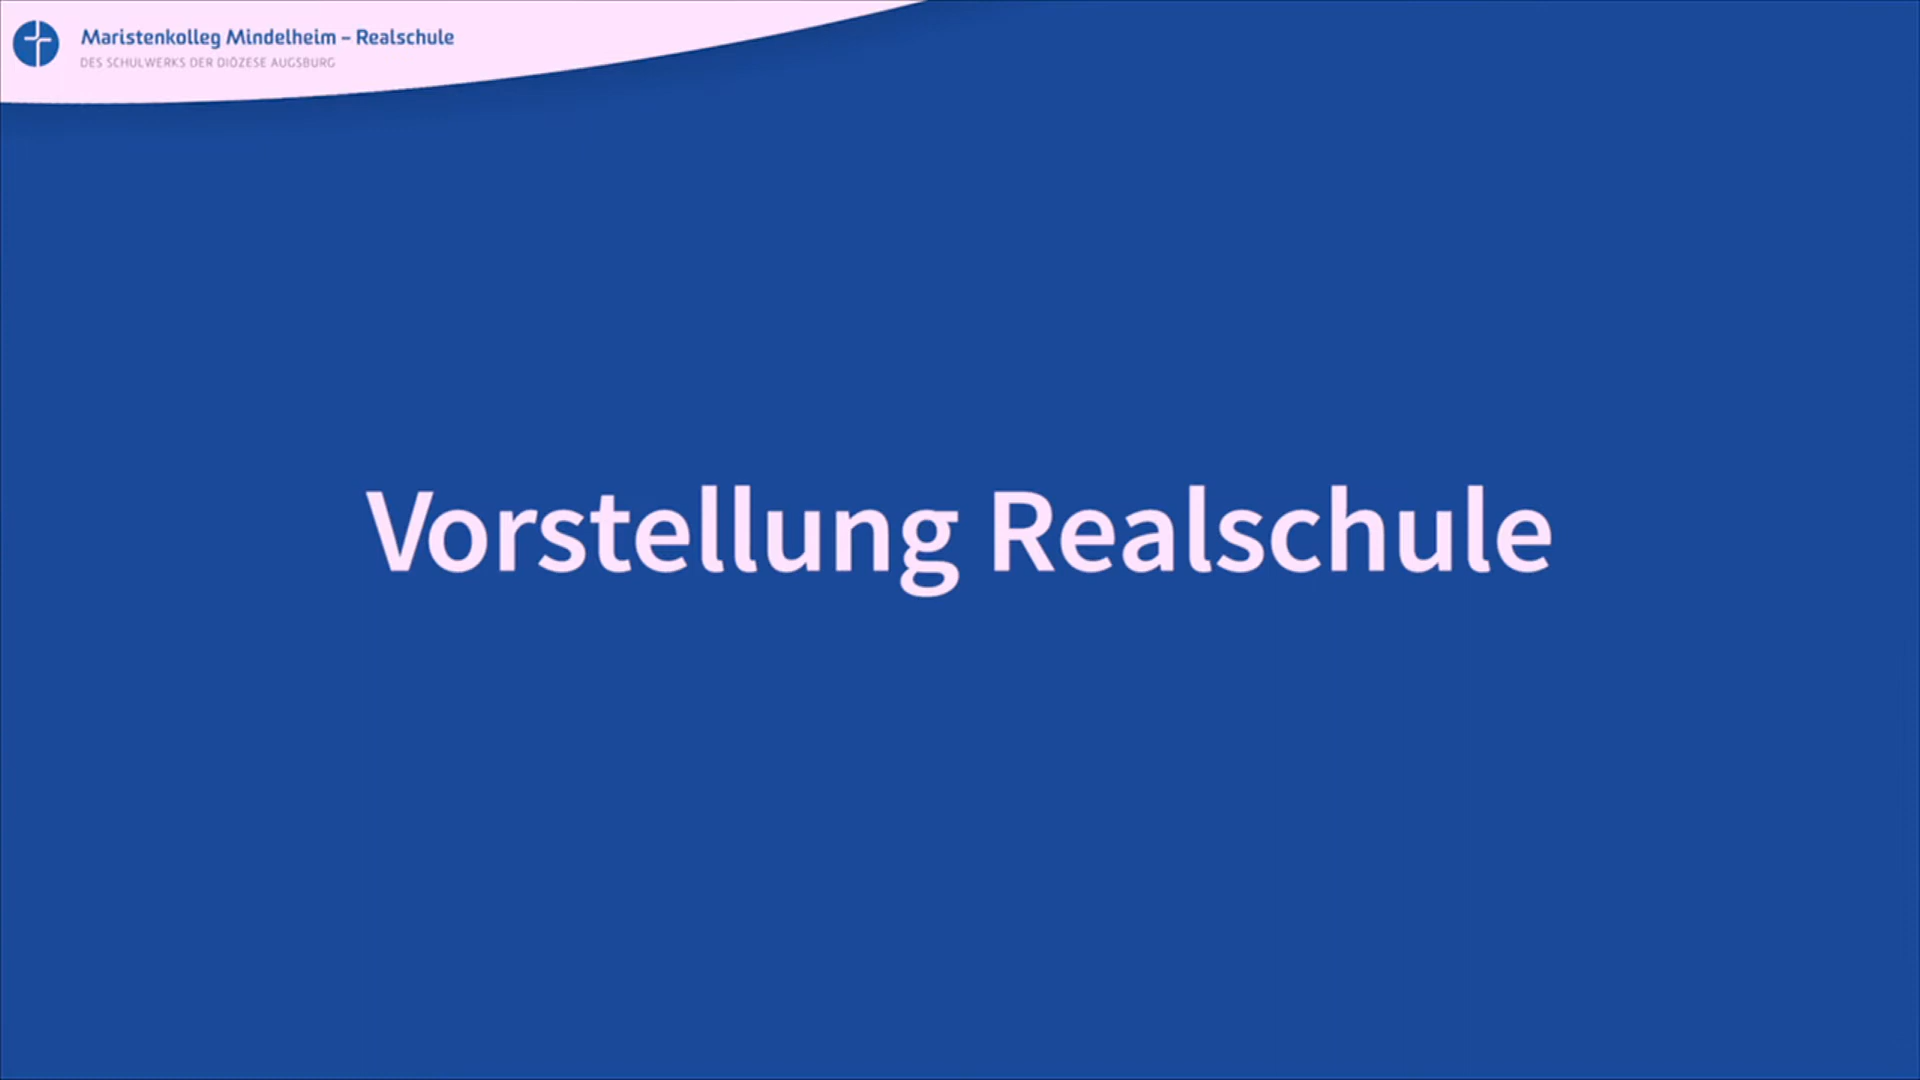 Maristenkolleg Mindelheim – Realschule
DES SCHULWERKS DER DIÖZESE AUGSBURG
Vorstellung Realschule